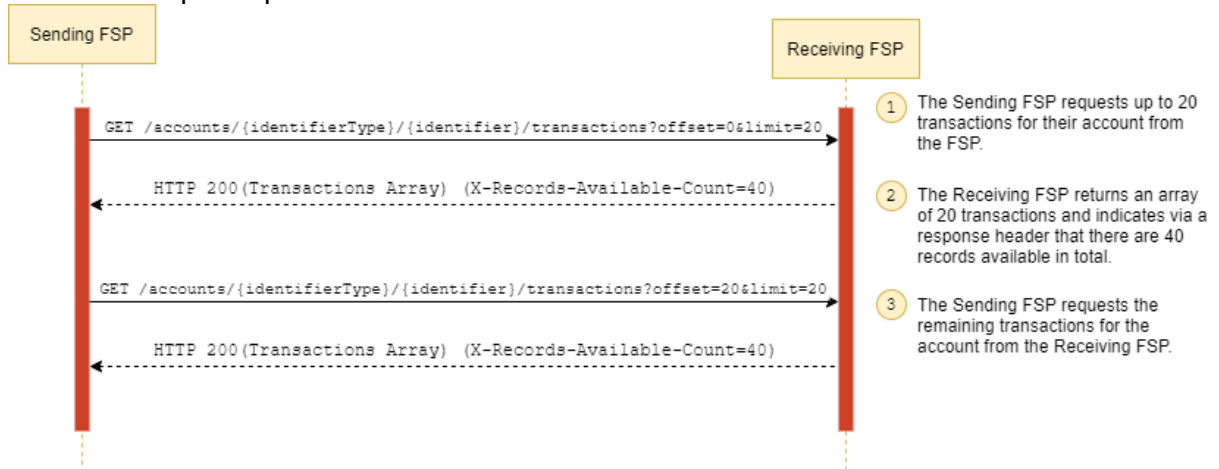 Sending FSP
Receiving FSP
GET /accounts/{identifierType}/{identifier}/transactions?offset=0&limit=20
1
The Sending FSP requests up to 20
transactions for their account from
the FSP.
HTTP 200(Transactions Array) (X-Records-Available-Count=40)
2
The Receiving FSP returns an array
of 20 transactions and indicates via a
response header that there are 40
records available in total.
GET /accounts/{identifierType}/{identifier}/transactions?offset=20&limit=20
3
The Sending FSP requests the
remaining transactions for the
account from the Receiving FSP.
HTTP 200(Transactions Array) (X-Records-Available-Count=40)